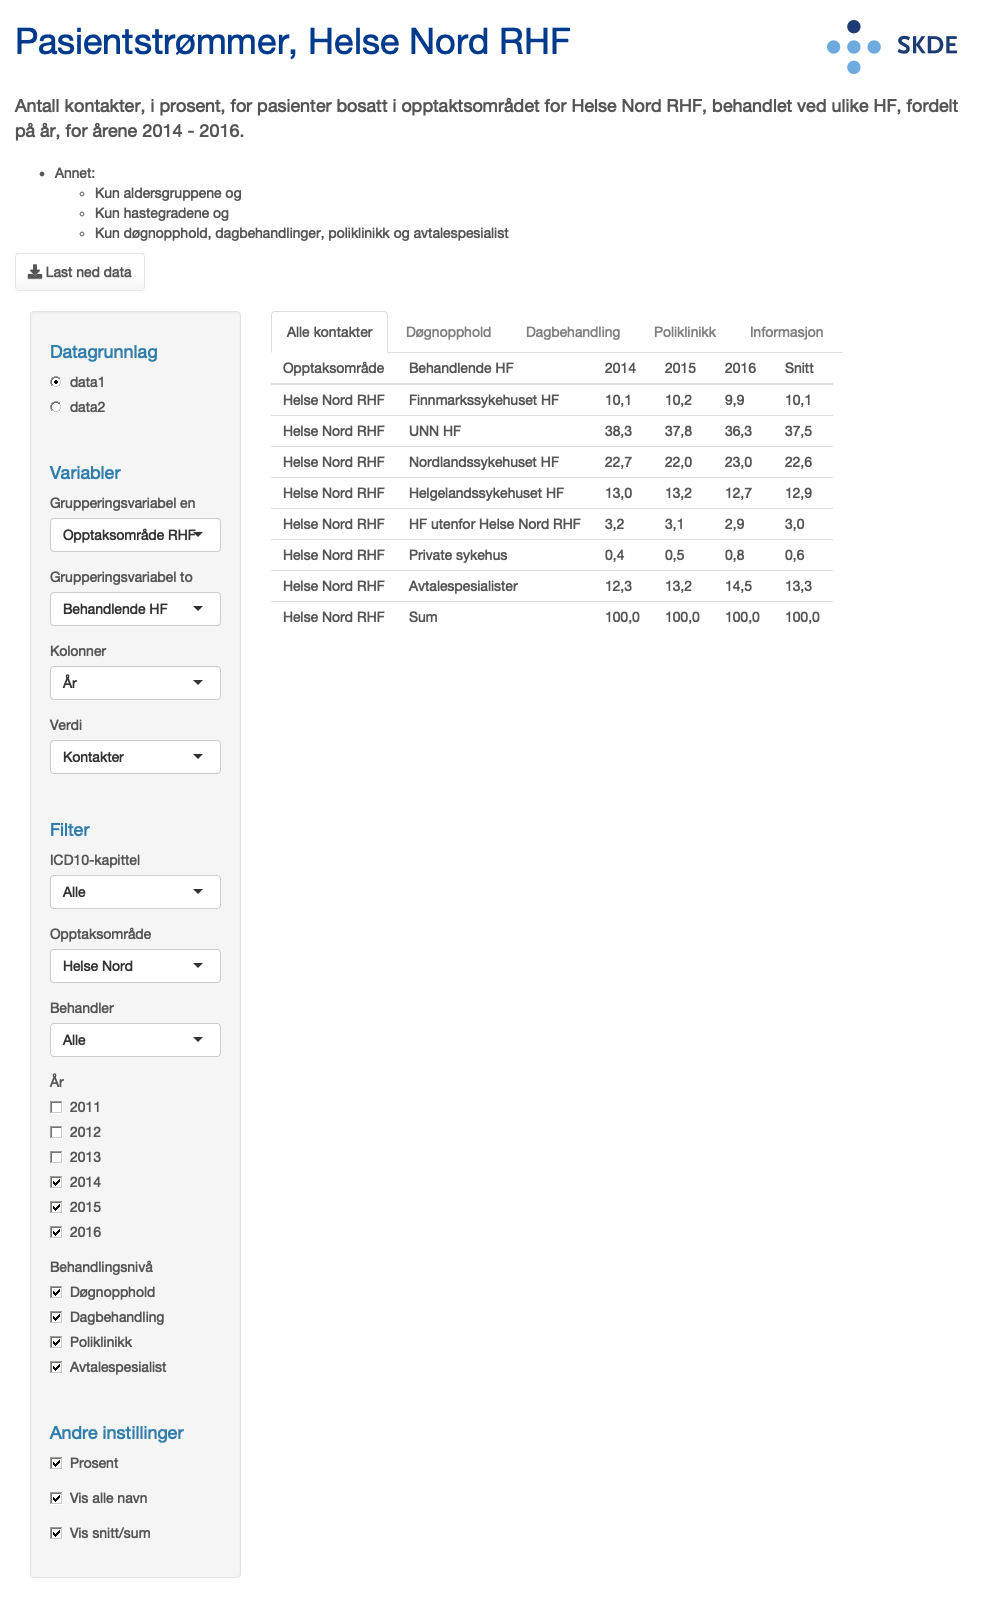 Pasientstrømmer, Helse Nord RHF
SKDE
Antall kontakter, i prosent, for pasienter bosatt i opptaktsområdet for Helse Nord RHF, behandlet ved ulike HF, fordelt
på år, for årene 2014 - 2016.
Annet:
Kun aldersgruppene og
Kun hastegradene og
Kun døgnopphold, dagbehandlinger, poliklinikk og avtalespesialist
Last ned data
Datagrunnlag
data1
data2
Variabler
Grupperingsvariabel en
Opptaksområde RHF
Grupperingsvariabel to
Behandlende HF
Kolonner
År
Verdi
Kontakter
Filter
ICD10-kapittel
Alle
Opptaksområde
Helse Nord
Behandler
Alle
År
2011
2012
2013
2014
2015
2016
Behandlingsnivå
Døgnopphold
Dagbehandling
Poliklinikk
Avtalespesialist
Andre instillinger
Prosent
Vis alle navn
Vis snitt/sum
Alle kontakter Døgnopphold Dagbehandling Poliklinikk Informasjon
Opptaksområde Behandlende HF 2014 2015 2016 Snitt
Helse Nord RHF Finnmarkssykehuset HF 10,1 10,2 9,9 10,1
Helse Nord RHF UNN HF 38,3 37,8 36,3 37,5
Helse Nord RHF Nordlandssykehuset HF 22,7 22,0 23,0 22,6
Helse Nord RHF Helgelandssykehuset HF 13,0 13,2 12,7 12,9
Helse Nord RHF HF utenfor Helse Nord RHF 3,2 3,1 2,9 3,0
Helse Nord RHF Private sykehus 0,4 0,5 0,8 0,6
Helse Nord RHF Avtalespesialister 12,3 13,2 14,5 13,3
Helse Nord RHF Sum 100,0 100,0 100,0 100,0